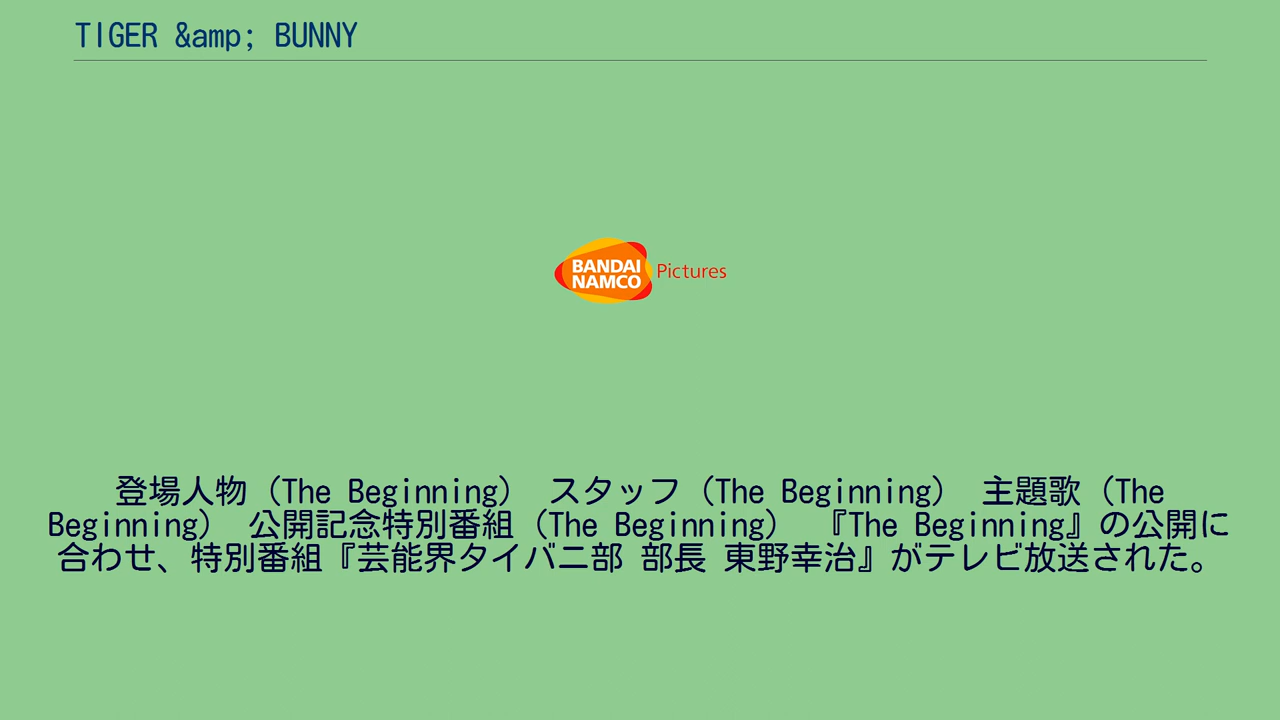 TIGER &amp; BUNNY
BANDAI
NAMCO
Pictures
登場人物（The Beginning） スタッフ（The Beginning） 主題歌（The
Beginning） 公開記念特別番組（The Beginning） 『The Beginning』の公開に
合わせ、特別番組『芸能界タイバニ部 部長 東野幸治』がテレビ放送された。